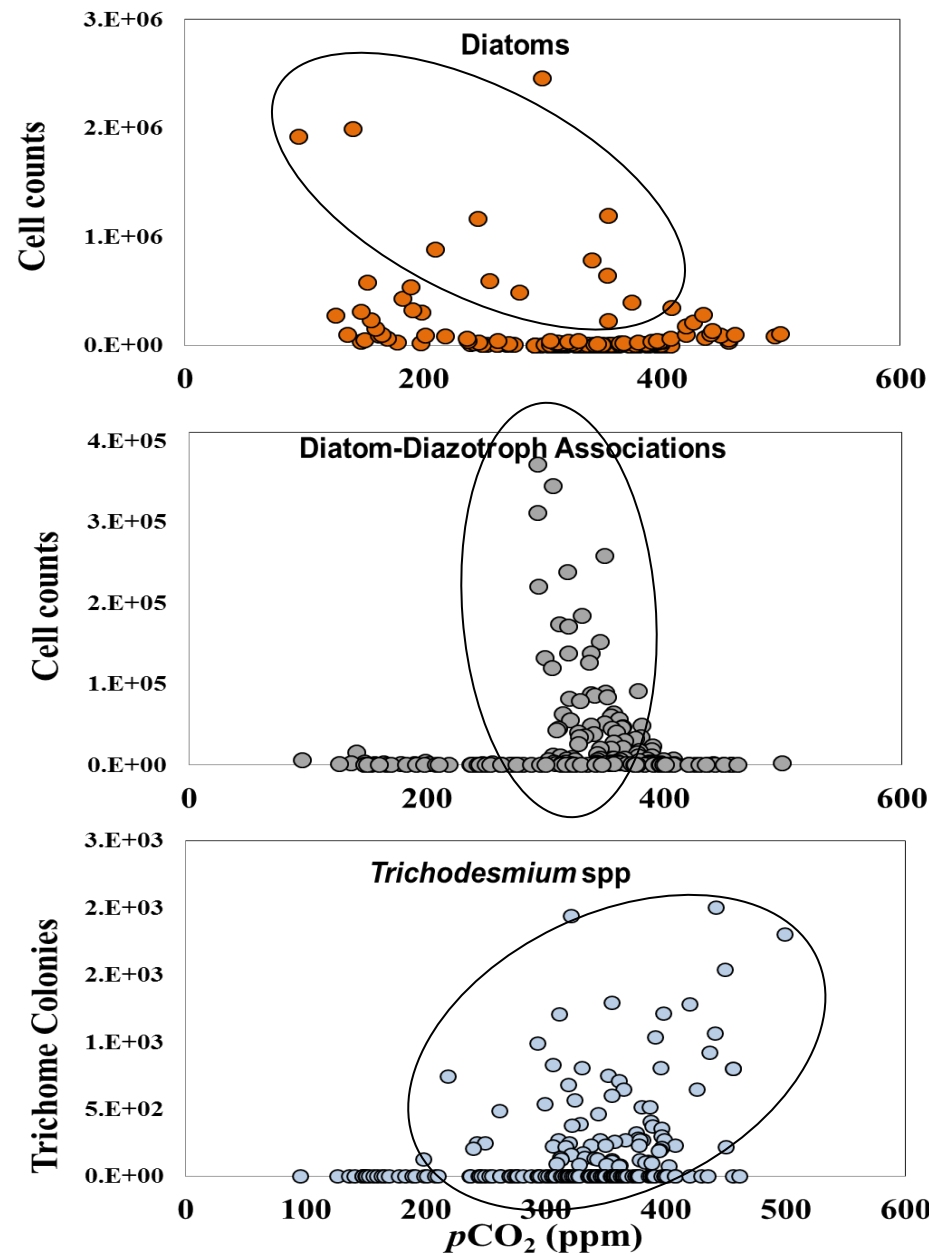 Diatoms
Cell counts
3.E+06
2.E+06
1.E+06
0.E+00
0 200 400 600
Diatom-Diazotroph Associations
Cell counts
4.E+05
3.E+05
2.E+05
1.E+05
0.E+00
0 200 400 600
Trichodesmium spp
Trichome Colonies
3.E+03
2.E+03
2.E+03
1.E+03
5.E+02
0.E+00
0 100 200 300 400 500 600
pCO₂ (ppm)